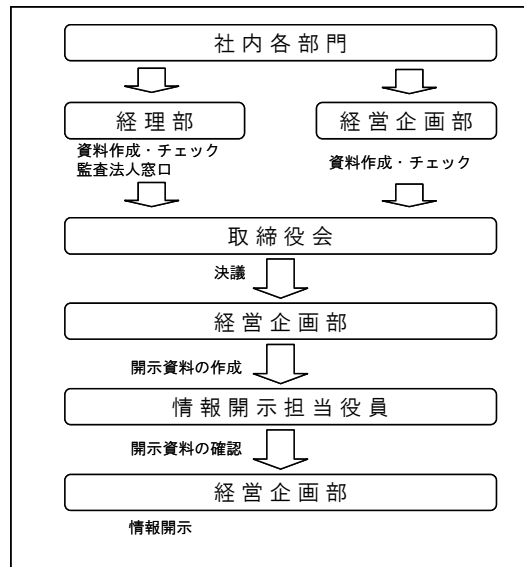 社内各部門
経理部
経営企画部
資料作成・チェック
監査法人窓口
資料作成・チェック
取締役会
決議
経営企画部
開示資料の作成
情報開示担当役員
開示資料の確認
経営企画部
情報開示